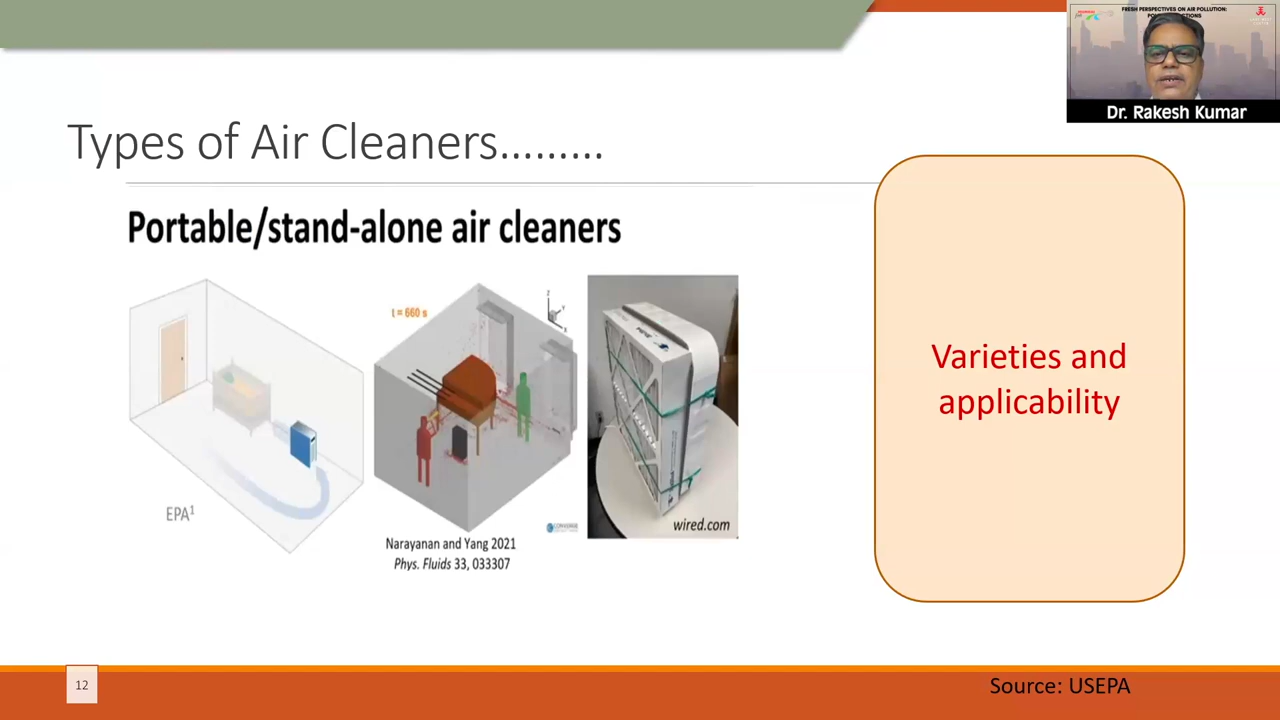 FRESH PERSPECTIVES ON AIR POLLUTION:
Dr. Rakesh Kumar
Types of Air Cleaners.........
Portable/stand-alone air cleaners
t = 660 s
z
Y
x
EPA¹
CONVERGE
wired.com
Narayanan and Yang 2021
Phys. Fluids 33, 033307
Varieties and
applicability
12
Source: USEPA